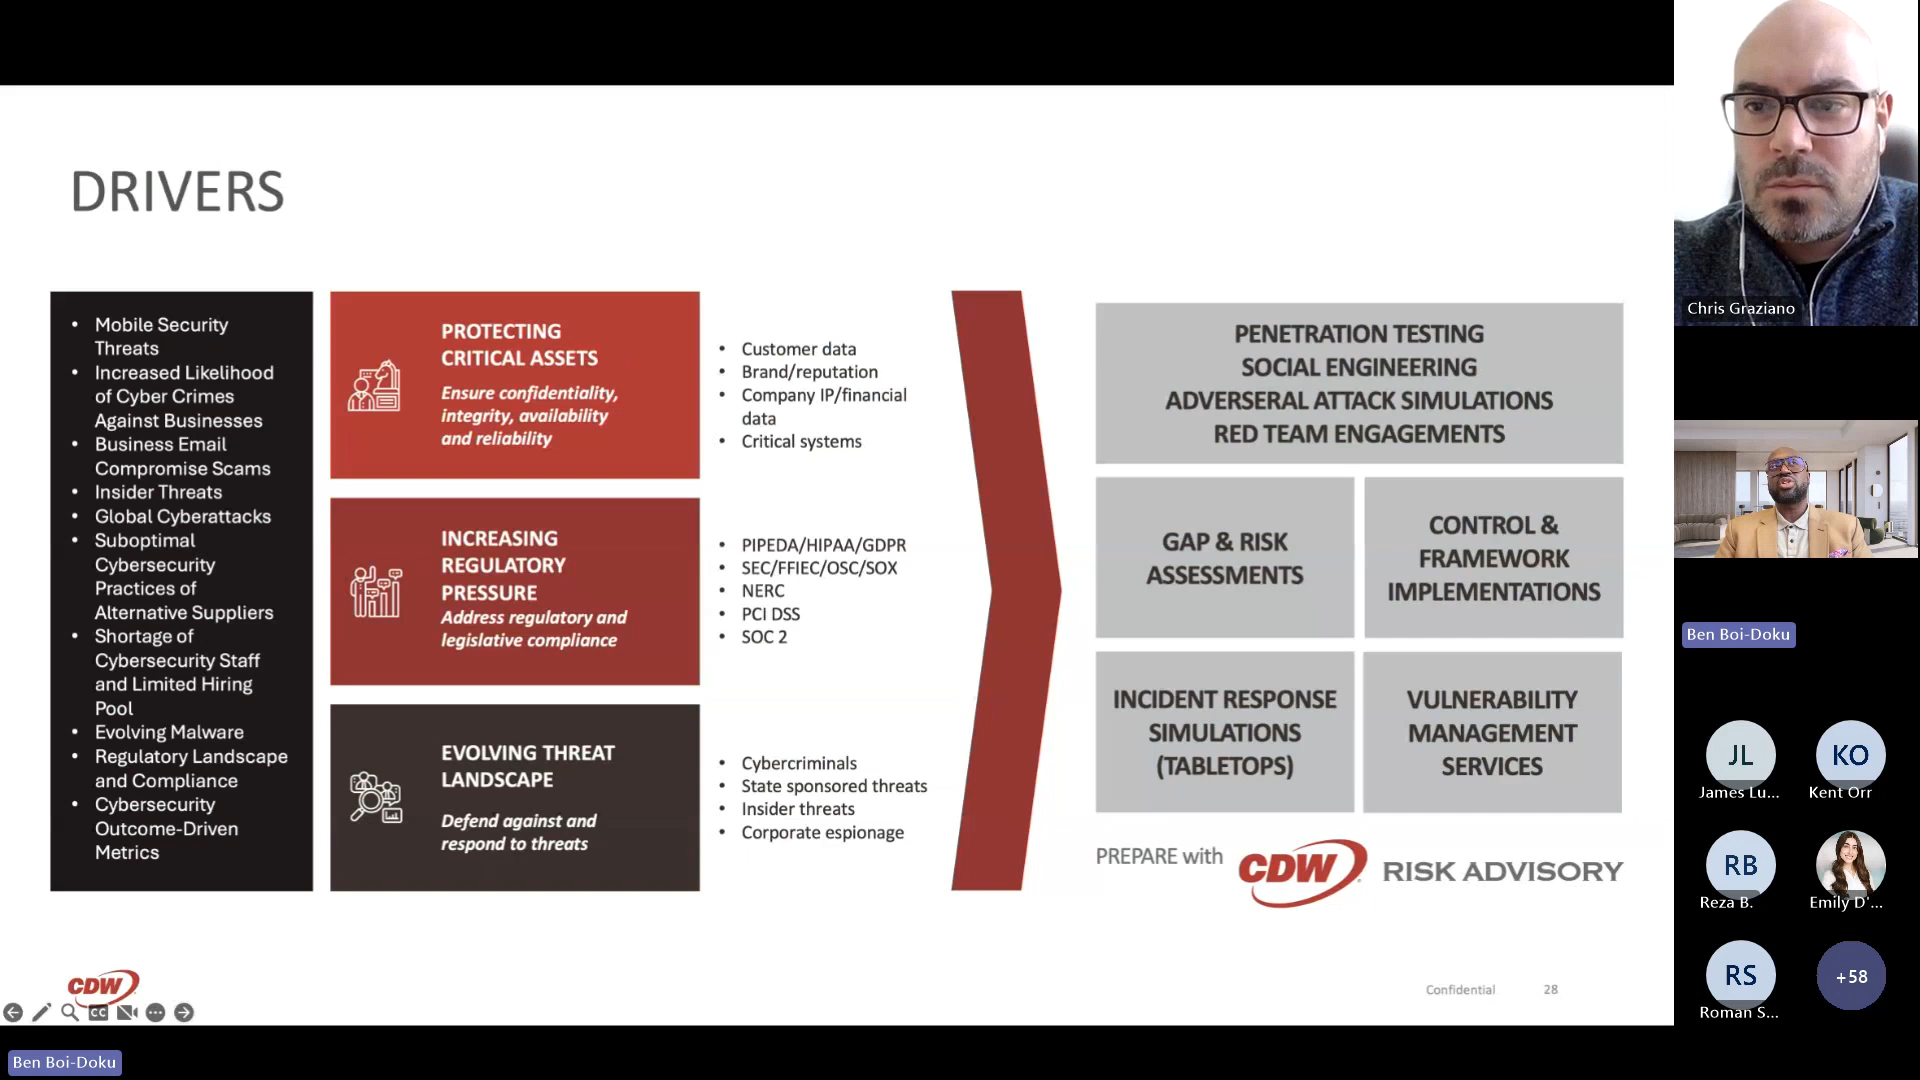 DRIVERS
• Mobile Security
Threats
• Increased Likelihood
of Cyber Crimes
Against Businesses
• Business Email
Compromise Scams
• Insider Threats
• Global Cyberattacks
• Suboptimal
Cybersecurity
Practices of
Alternative Suppliers
• Shortage of
Cybersecurity Staff
and Limited Hiring
Pool
• Evolving Malware
• Regulatory Landscape
and Compliance
• Cybersecurity
Outcome-Driven
Metrics
PROTECTING
CRITICAL ASSETS
Ensure confidentiality,
integrity, availability
and reliability
• Customer data
• Brand/reputation
• Company IP/financial
data
• Critical systems
INCREASING
REGULATORY
PRESSURE
Address regulatory and
legislative compliance
• PIPEDA/HIPAA/GDPR
• SEC/FFIEC/OSC/SOX
• NERC
• PCI DSS
• SOC 2
EVOLVING THREAT
LANDSCAPE
Defend against and
respond to threats
• Cybercriminals
• State sponsored threats
• Insider threats
• Corporate espionage
PENETRATION TESTING
SOCIAL ENGINEERING
ADVERSERAL ATTACK SIMULATIONS
RED TEAM ENGAGEMENTS
GAP & RISK
ASSESSMENTS
CONTROL &
FRAMEWORK
IMPLEMENTATIONS
INCIDENT RESPONSE
SIMULATIONS
(TABLETOPS)
VULNERABILITY
MANAGEMENT
SERVICES
PREPARE with CDW RISK ADVISORY
CDW
CC
Confidential 28
Ben Boi-Doku
Chris Graziano
Ben Boi-Doku
JL
James Lu...
KO
Kent Orr
RB
Reza B.
Emily D'...
RS
Roman S...
+58